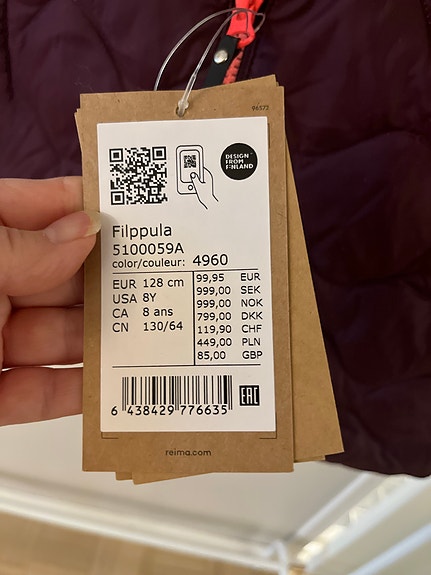 96572
DESIGN
FROM
FINLAND
Filppula
5100059A
color/couleur: 4960
EUR 128 cm
USA 8Y
CA 8 ans
CN 130/64
99,95 EUR
999,00 SEK
999,00 NOK
799,00 DKK
119,90 CHF
449,00 PLN
85,00 GBP
6 438429 776635
EAC
reima.com